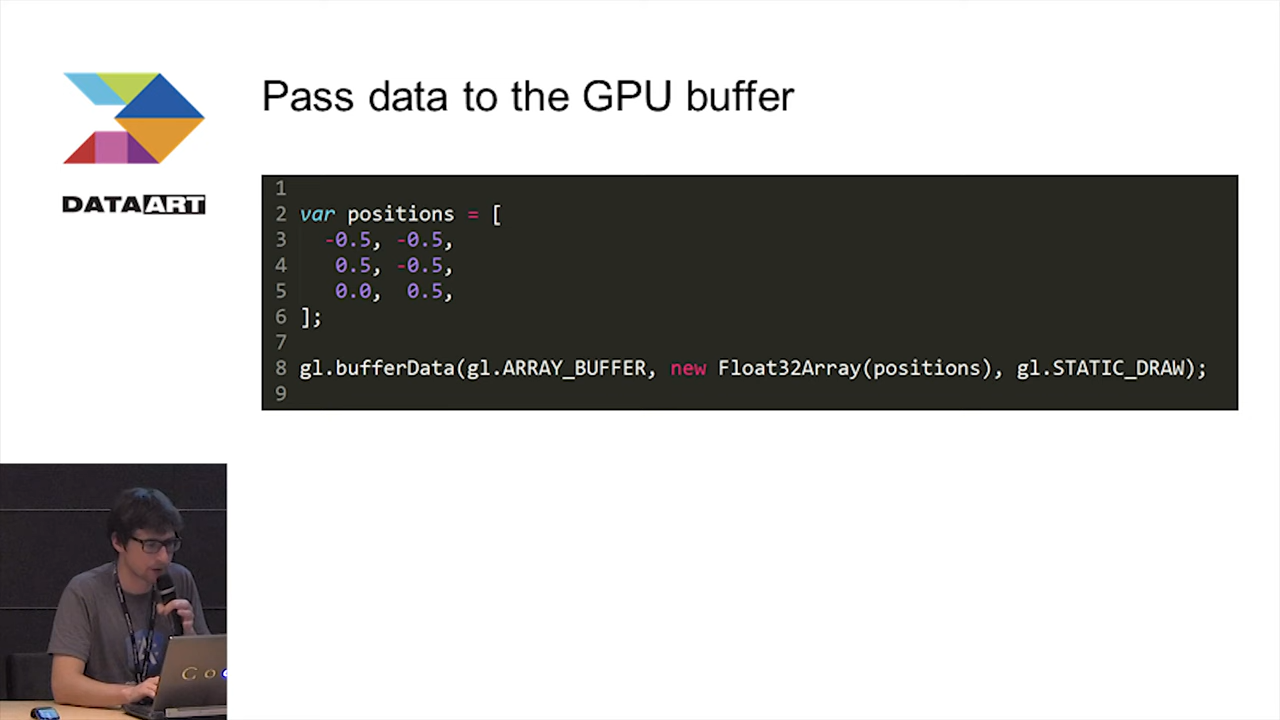 Pass data to the GPU buffer
DATAART
1
2 var positions = [
3 -0.5, -0.5,
4 0.5, -0.5,
5 0.0, 0.5,
6 ];
7
8 gl.bufferData(gl.ARRAY_BUFFER, new Float32Array(positions), gl.STATIC_DRAW);
9